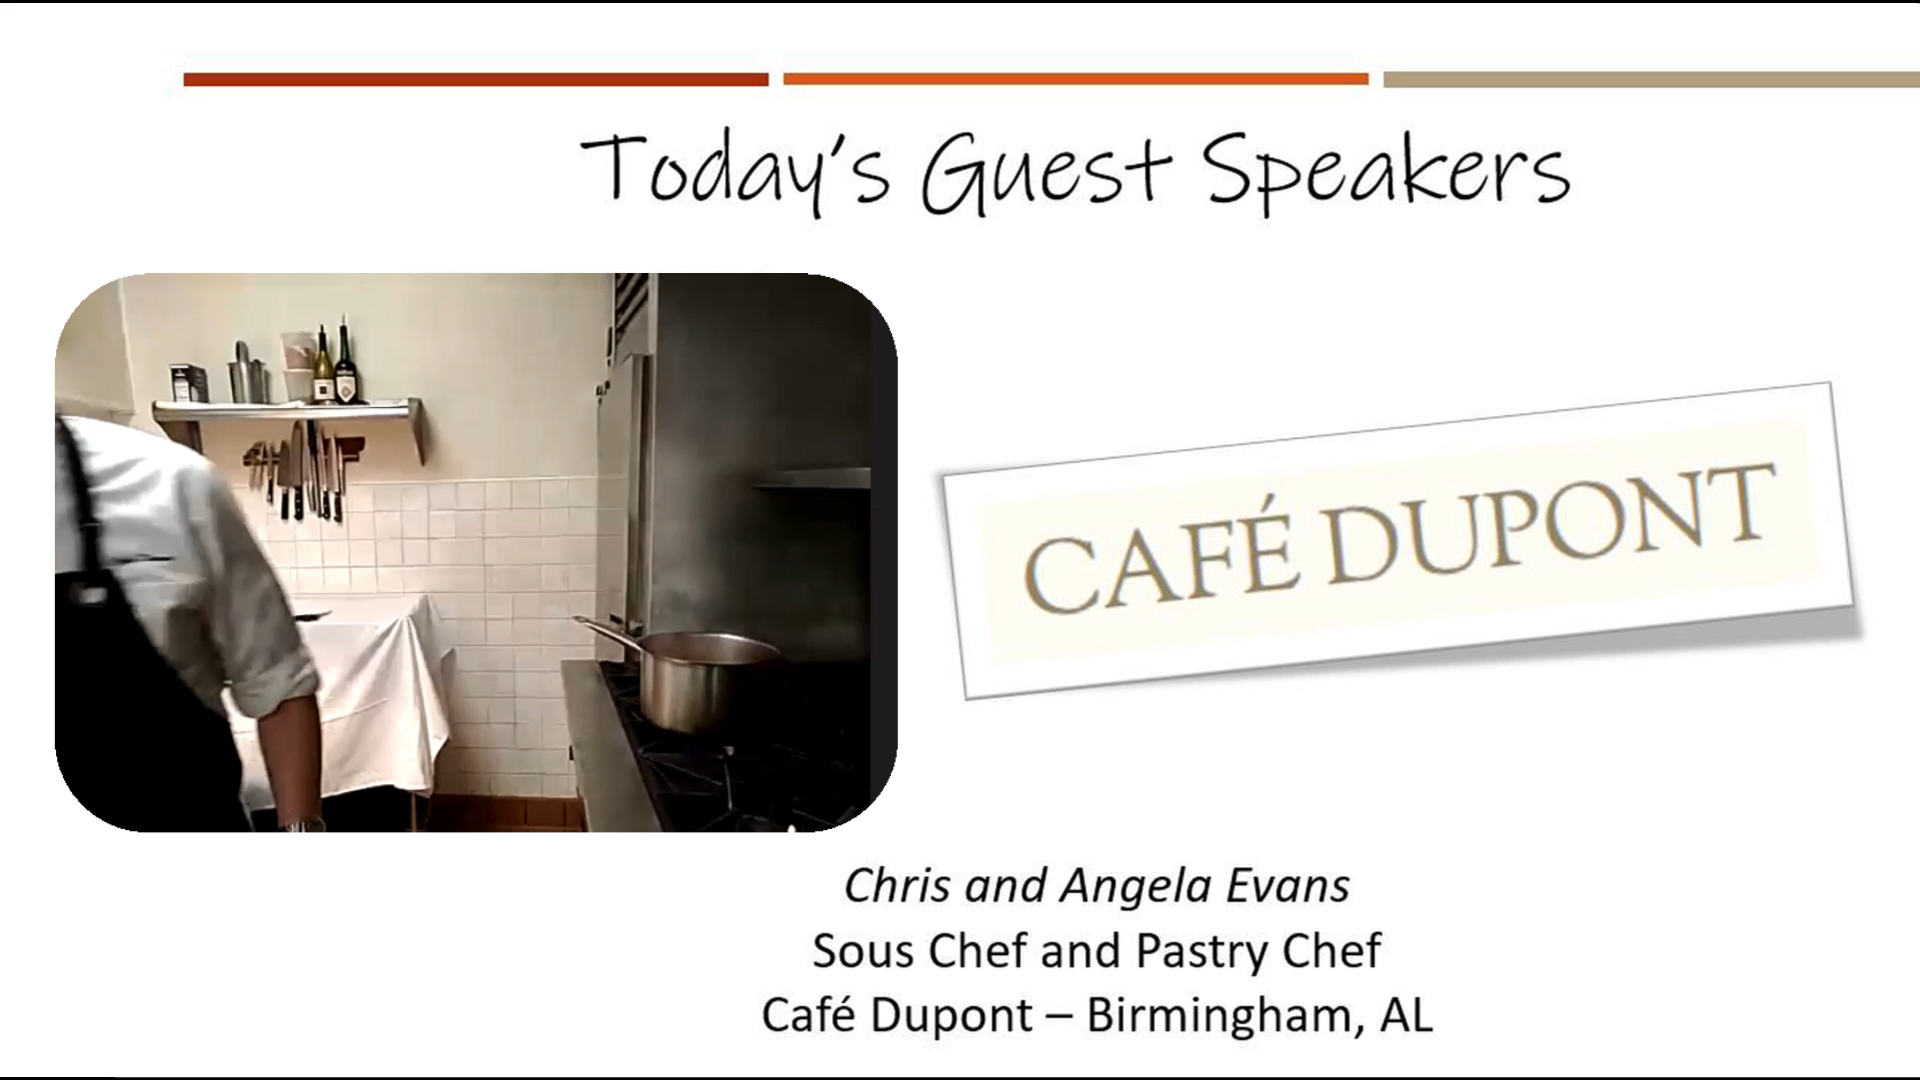 Today's Guest Speakers
CAFÉ DUPONT
Chris and Angela Evans
Sous Chef and Pastry Chef
Café Dupont – Birmingham, AL